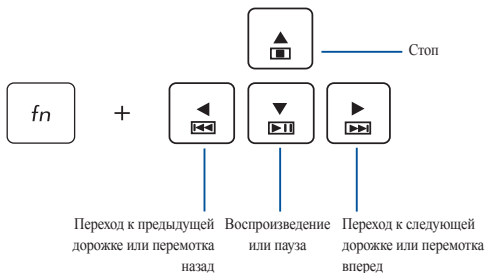 Стоп
fn +
Переход к предыдущей
дорожке или перемотка
назад
Воспроизведение
или пауза
Переход к следующей
дорожке или перемотка
вперед